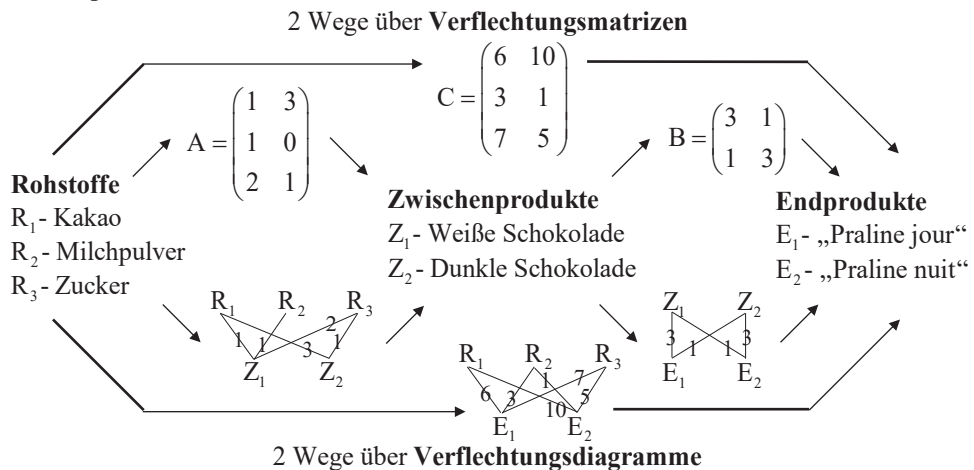 2 Wege über Verflechtungsmatrizen
6 10
C = 3 1
7 5
1 3
A = 1 0
2 1
B = 3 1
1 3
Rohstoffe
R1 - Kakao
R2 - Milchpulver
R3 - Zucker
Zwischenprodukte
Z1 - Weiße Schokolade
Z2 - Dunkle Schokolade
Endprodukte
E1 - „Praline jour“
E2 - „Praline nuit“
R1 R2 R3
1 1 3 2 1
Z1 Z2
R1 R2 R3
6 3 1 10 7 5
E1 E2
Z1 Z2
3 1 1 3
E1 E2
2 Wege über Verflechtungsdiagramme